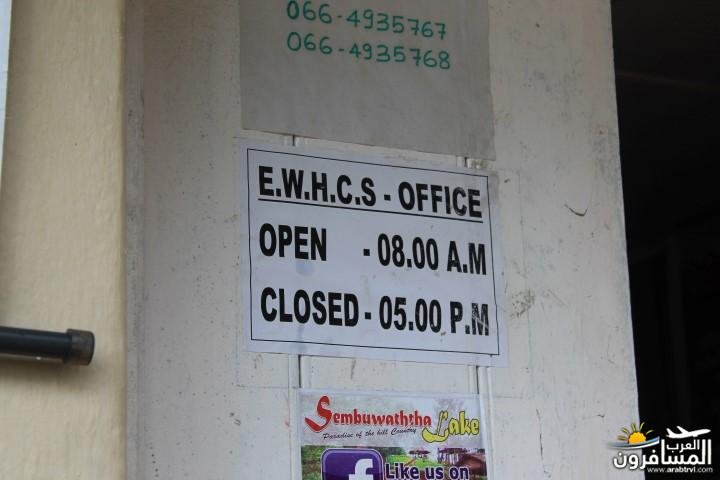 066-4935767
066-4935768
E.W.H.C.S - OFFICE
OPEN - 08.00 A.M
CLOSED - 05.00 P.M
Sembuwaththa Lake
Paradise of the hill Country
f Like us on
العرب
المسافرون
www.arabtrvl.com